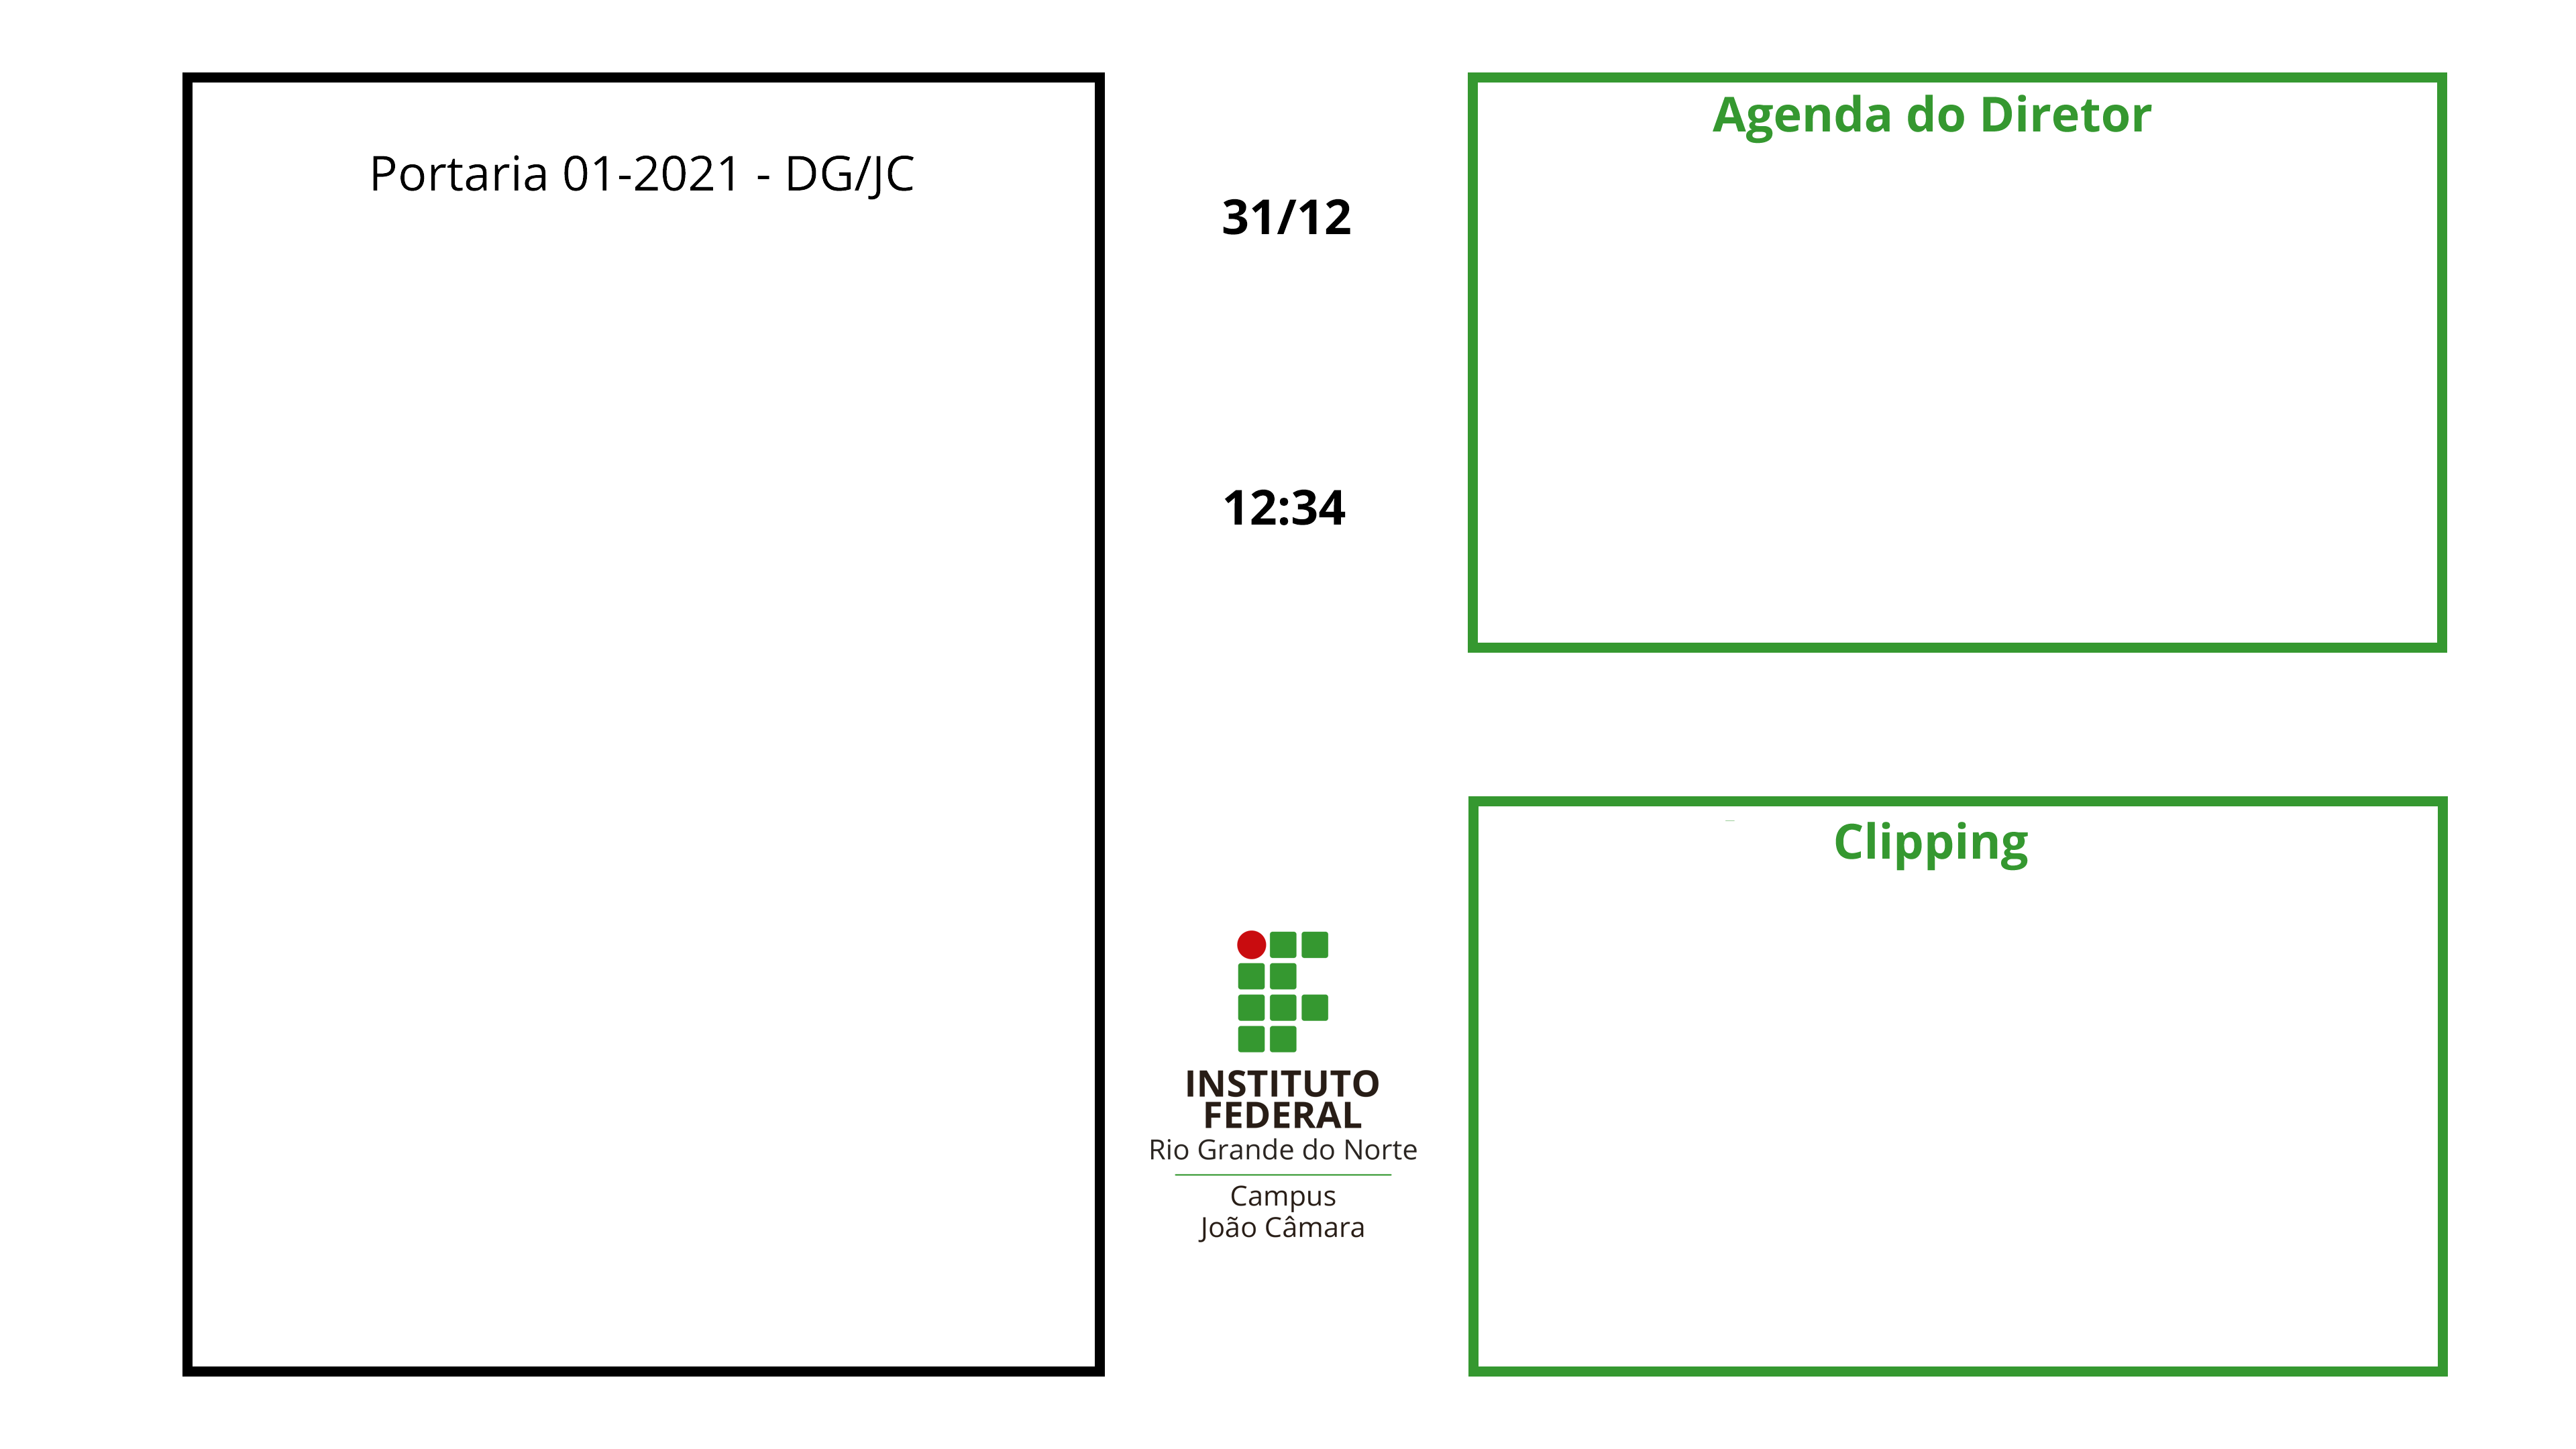 Portaria 01-2021 - DG/JC
31/12
12:34
INSTITUTO
FEDERAL
Rio Grande do Norte
Campus
João Câmara
Agenda do Diretor
Clipping